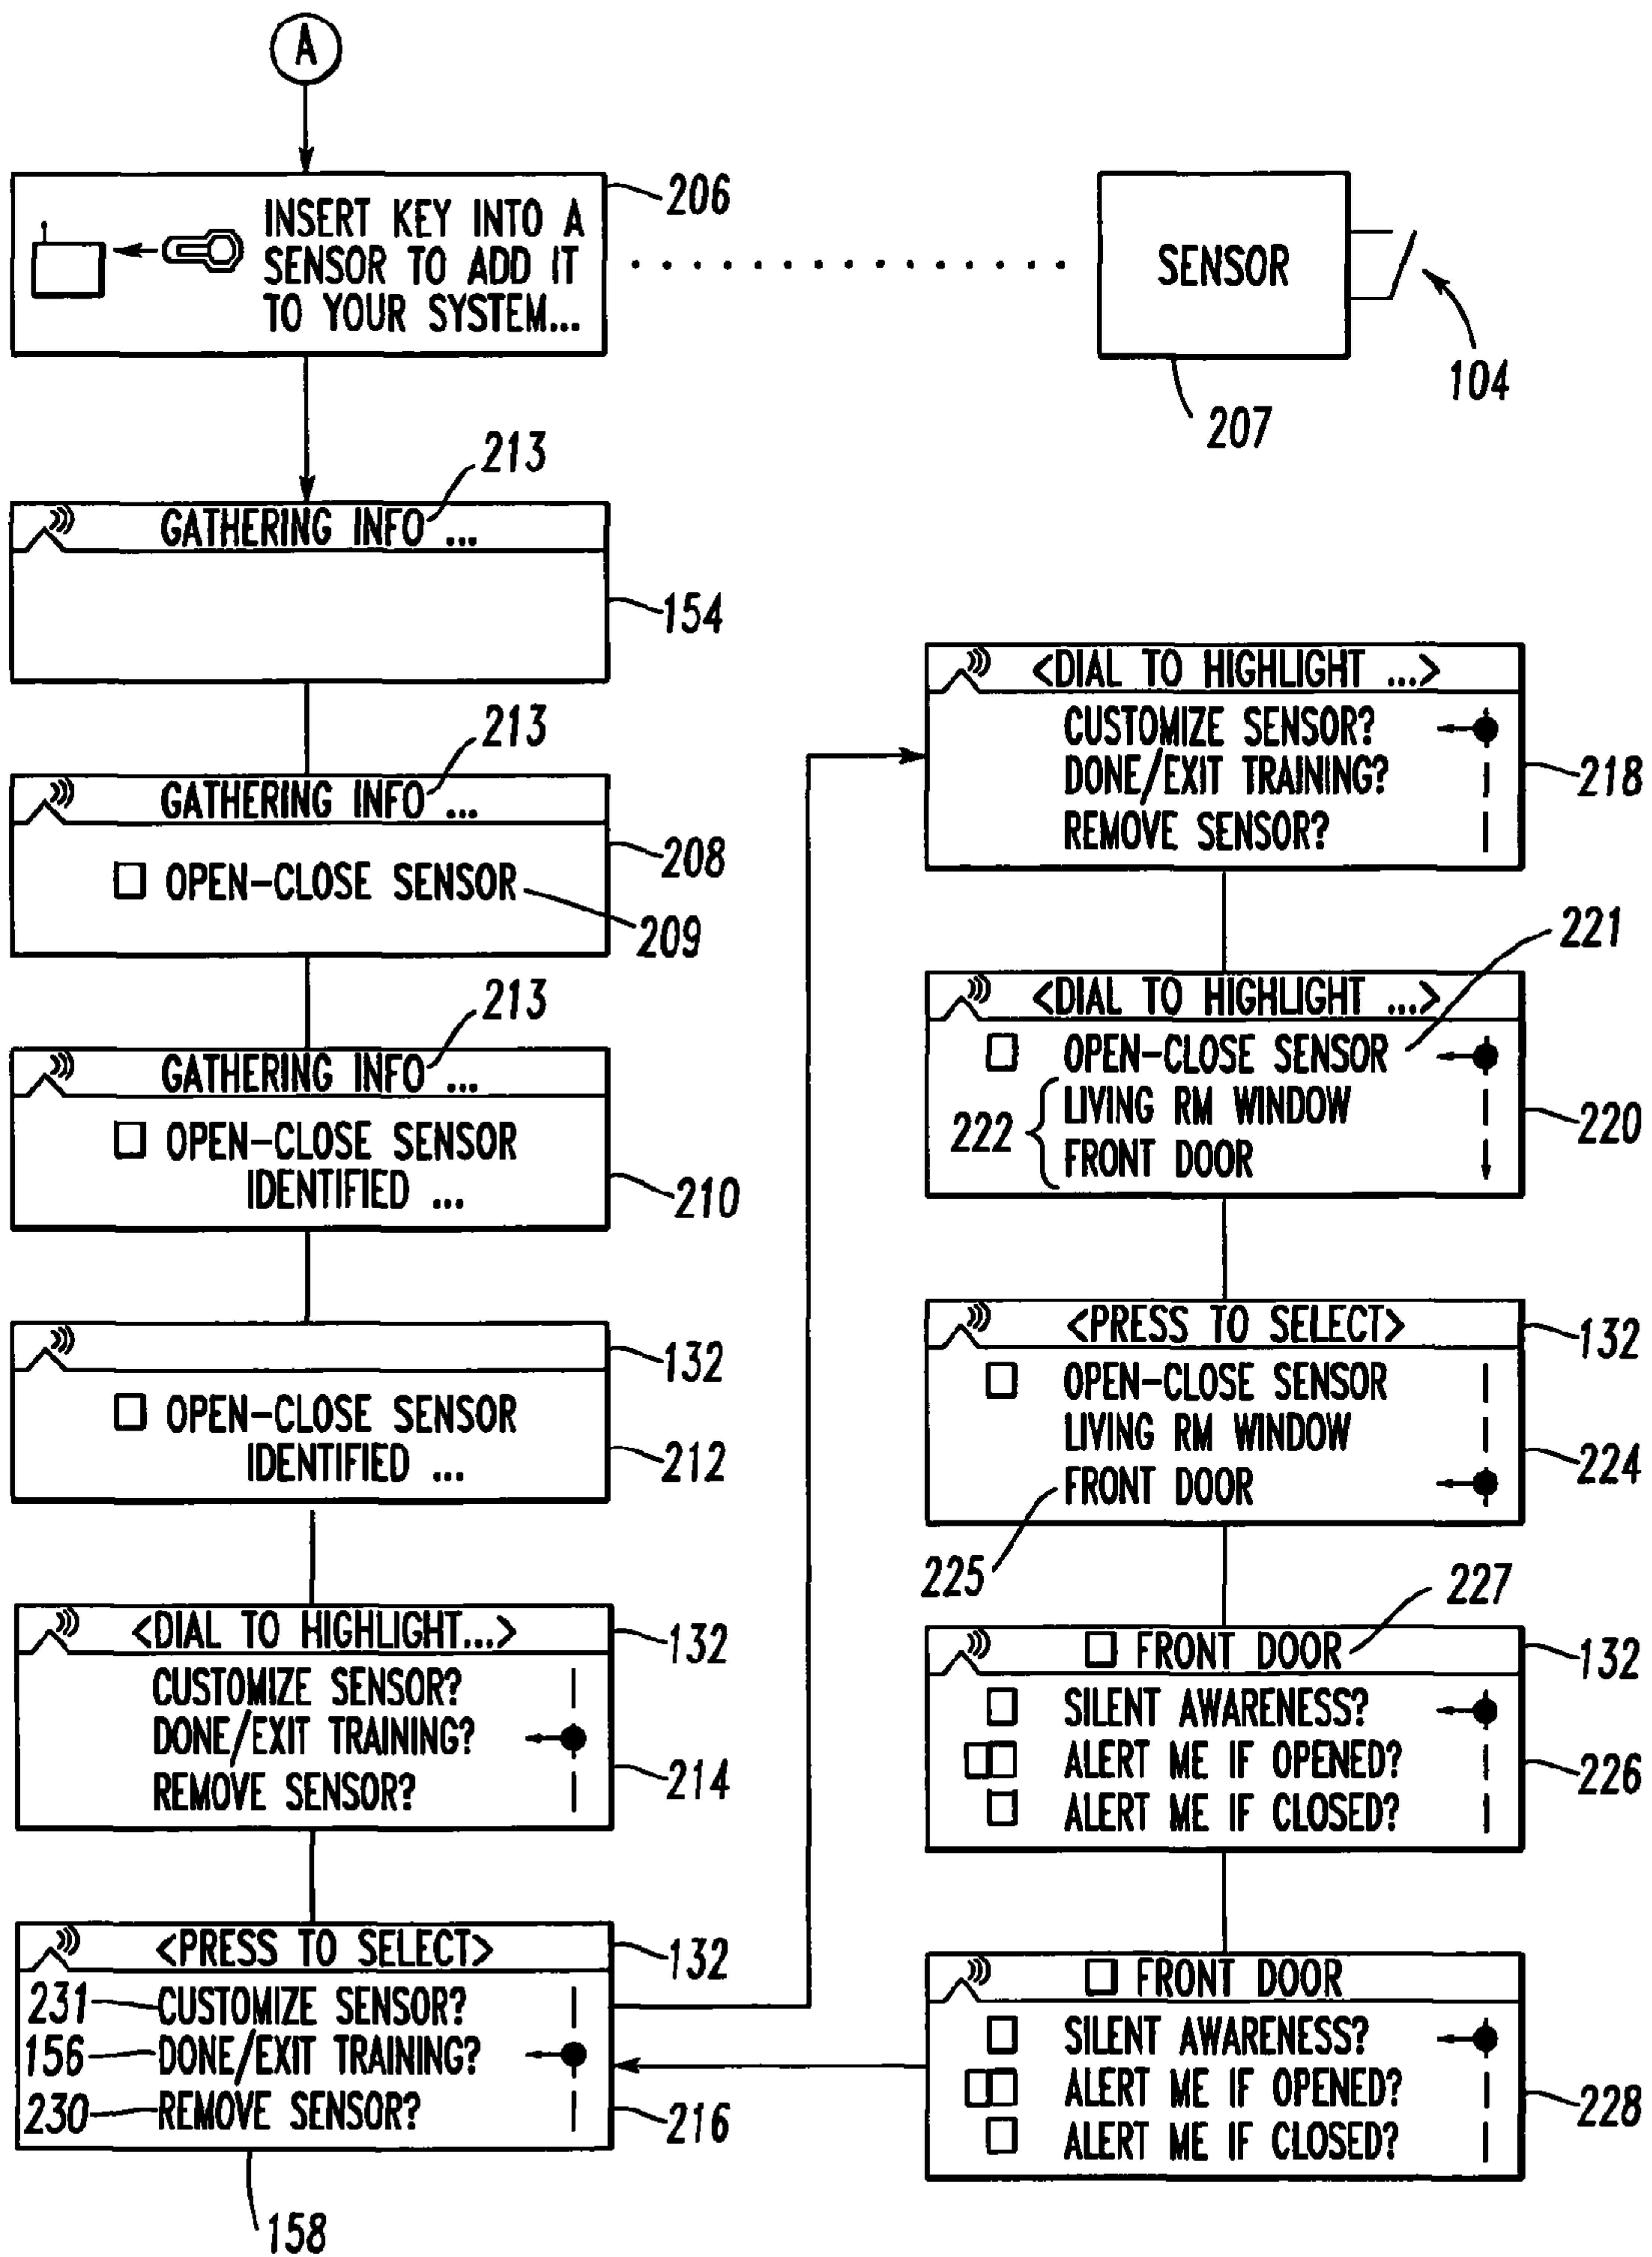 A
INSERT KEY INTO A
SENSOR TO ADD IT
TO YOUR SYSTEM...
206
SENSOR
104
207
213
GATHERING INFO ...
154
213
GATHERING INFO ...
208
OPEN-CLOSE SENSOR
209
213
GATHERING INFO ...
OPEN-CLOSE SENSOR
IDENTIFIED ...
210
132
OPEN-CLOSE SENSOR
IDENTIFIED ...
212
<DIAL TO HIGHLIGHT...>
132
CUSTOMIZE SENSOR?
DONE/EXIT TRAINING?
REMOVE SENSOR?
214
<PRESS TO SELECT>
132
231 CUSTOMIZE SENSOR?
156 DONE/EXIT TRAINING?
230 REMOVE SENSOR?
216
158
<DIAL TO HIGHLIGHT ...>
CUSTOMIZE SENSOR?
DONE/EXIT TRAINING?
REMOVE SENSOR?
218
221
<DIAL TO HIGHLIGHT ...>
OPEN-CLOSE SENSOR
LIVING RM WINDOW
222
FRONT DOOR
220
<PRESS TO SELECT>
132
OPEN-CLOSE SENSOR
LIVING RM WINDOW
FRONT DOOR
224
225
227
FRONT DOOR
132
SILENT AWARENESS?
ALERT ME IF OPENED?
ALERT ME IF CLOSED?
226
FRONT DOOR
SILENT AWARENESS?
ALERT ME IF OPENED?
ALERT ME IF CLOSED?
228